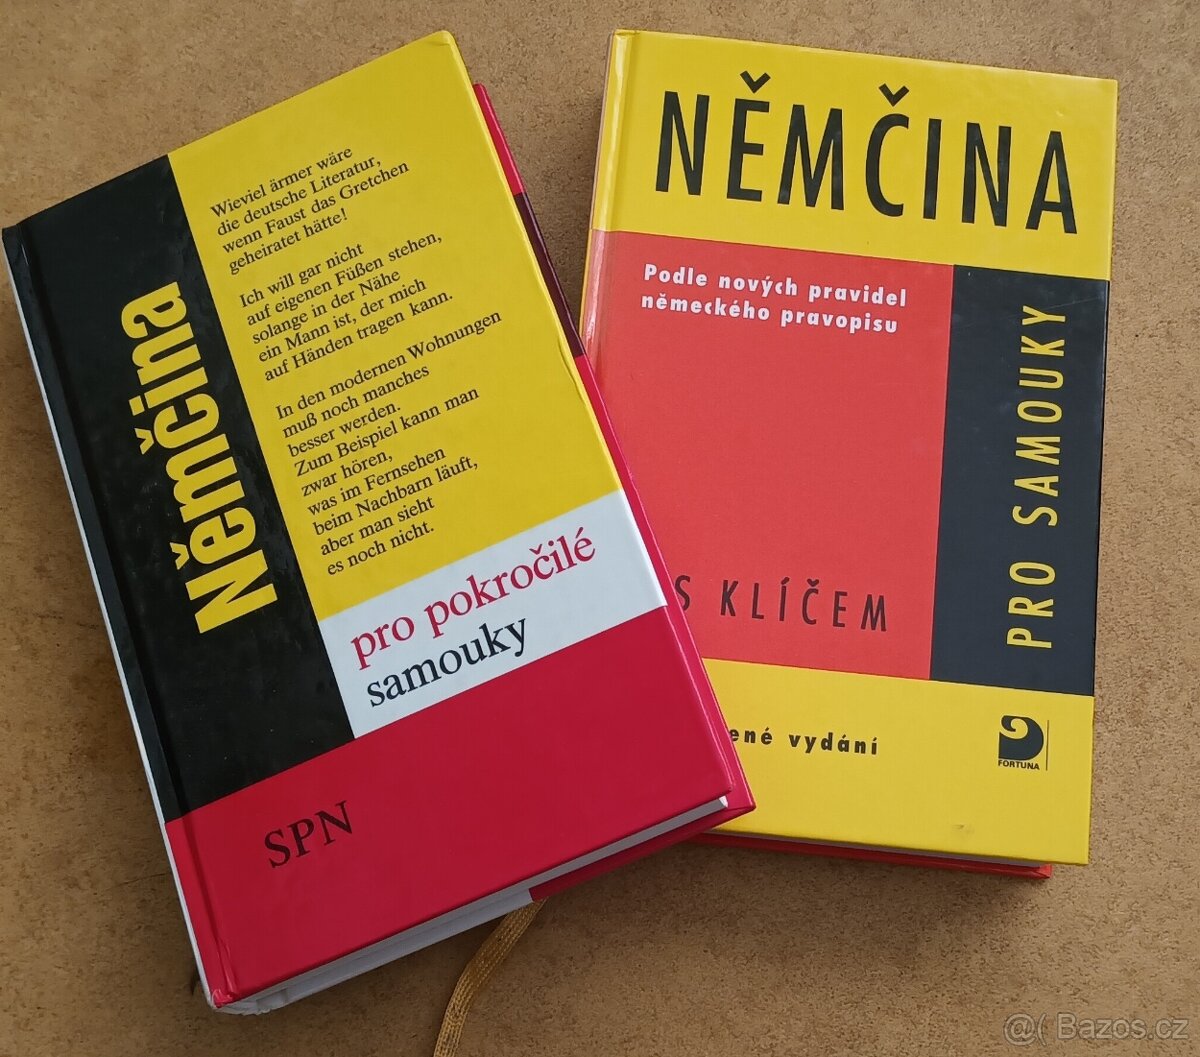 Němčina
Wieviel ärmer wäre
die deutsche Literatur,
wenn Faust das Gretchen
geheiratet hätte!
Ich will gar nicht
auf eigenen Füßen stehen,
solange in der Nähe
ein Mann ist, der mich
auf Händen tragen kann.
In den modernen Wohnungen
muß noch manches
besser werden.
Zum Beispiel kann man
zwar hören,
was im Fernsehen
beim Nachbarn läuft,
aber man sieht
es noch nicht.
pro pokročilé
samouky
SPN
NĚMČINA
Podle nových pravidel
německého pravopisu
PRO SAMOUKY
S KLÍČEM
ené vydání
FORTUNA
@( Bazos.cz